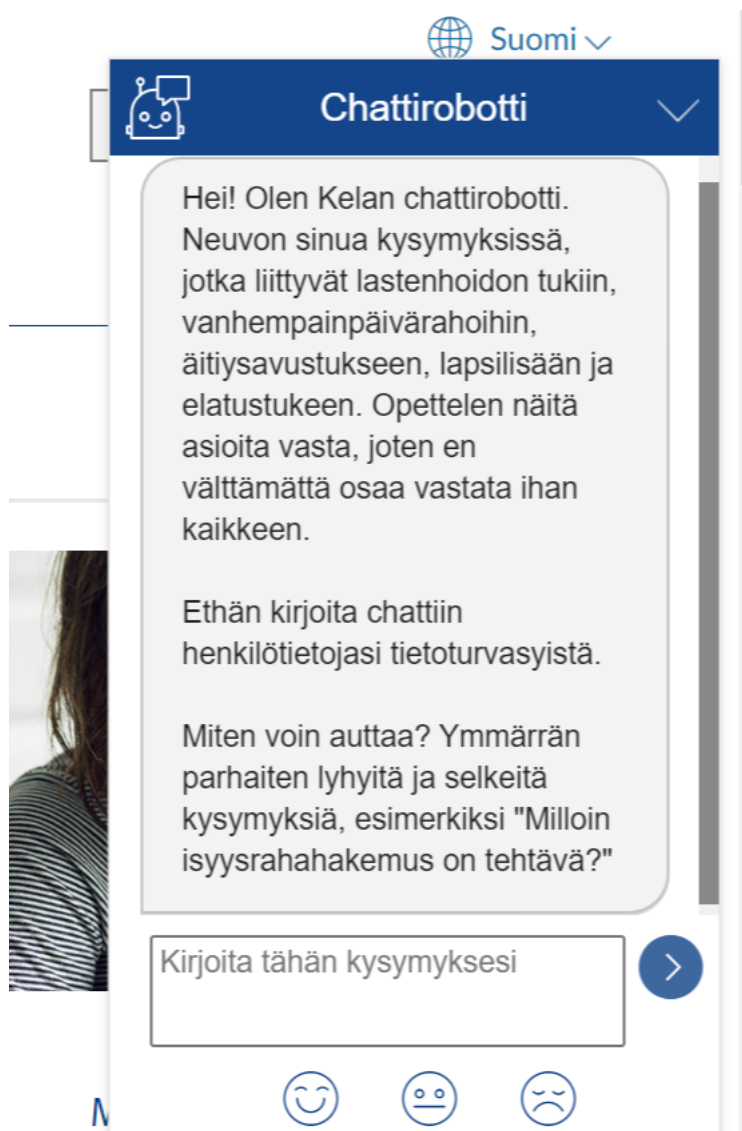 Suomi
Chattirobotti
Hei! Olen Kelan chattirobotti.
Neuvon sinua kysymyksissä,
jotka liittyvät lastenhoidon tukiin,
vanhempainpäivärahoihin,
äitiysavustukseen, lapsilisään ja
elatustukeen. Opettelen näitä
asioita vasta, joten en
välttämättä osaa vastata ihan
kaikkeen.
Ethän kirjoita chattiin
henkilötietojasi tietoturvasyistä.
Miten voin auttaa? Ymmärrän
parhaiten lyhyitä ja selkeitä
kysymyksiä, esimerkiksi "Milloin
isyysrahahakemus on tehtävä?"
Kirjoita tähän kysymyksesi